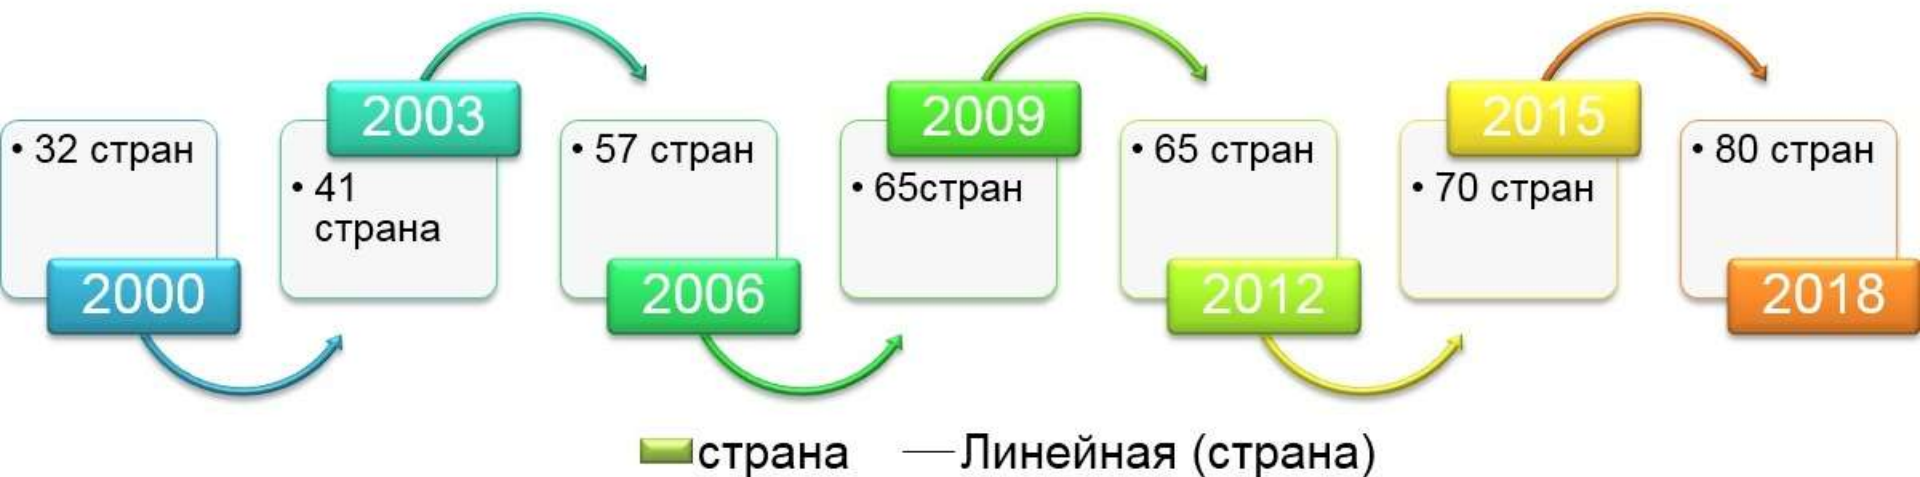 • 32 стран
2000
2003
• 41
страна
• 57 стран
2006
2009
• 65стран
• 65 стран
2012
2015
• 70 стран
• 80 стран
2018
страна
Линейная (страна)